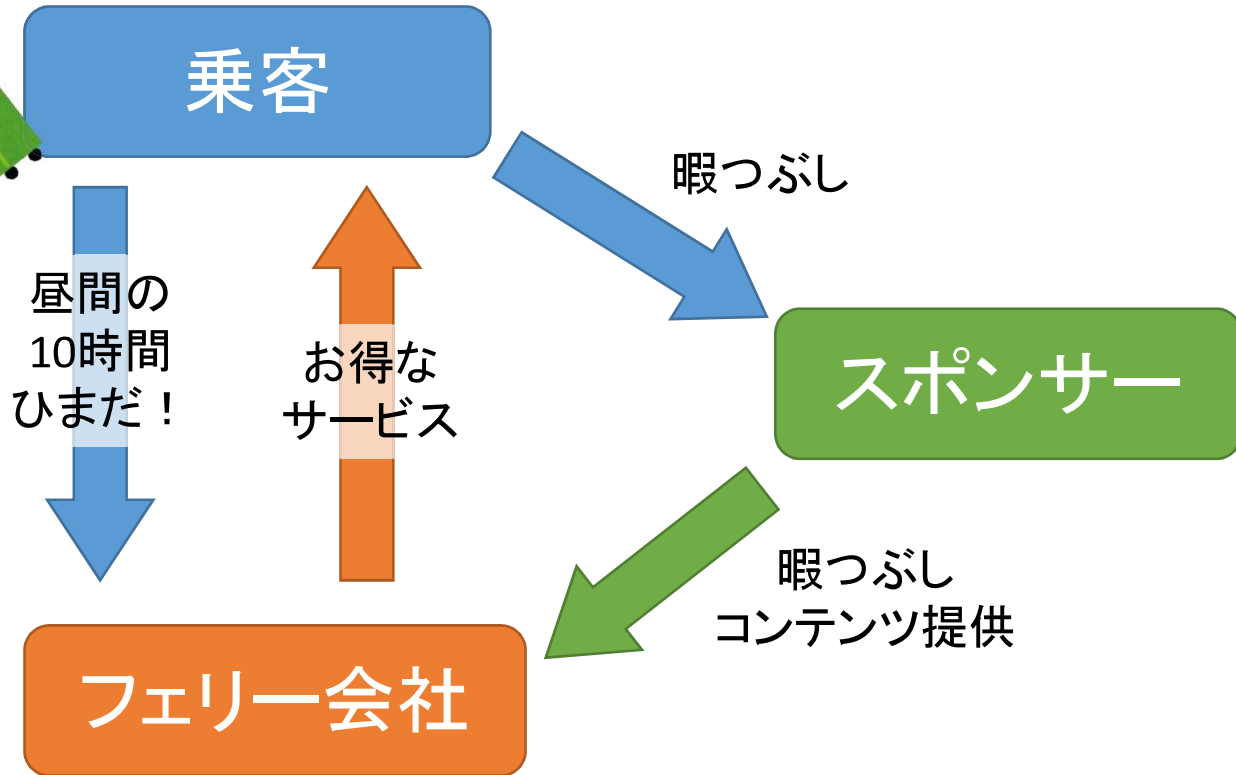 乗客
暇つぶし
昼間の
10時間
ひまだ！
お得な
サービス
スポンサー
暇つぶし
コンテンツ提供
フェリー会社